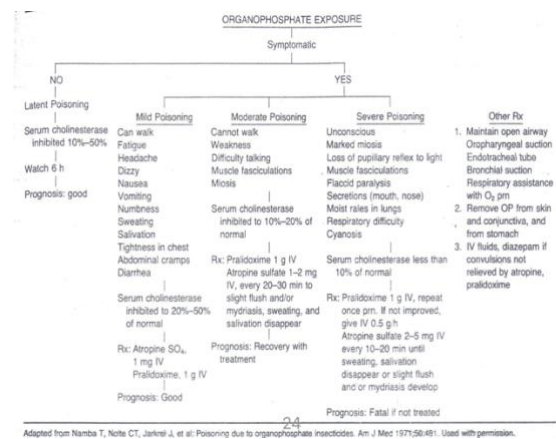 ORGANOPHOSPHATE EXPOSURE
Symptomatic
NO
YES
Latent Poisoning
Serum cholinesterase
inhibited 10%–50%
Watch 6 h
Prognosis: good
Mild Poisoning
Can walk
Fatigue
Headache
Dizzy
Nausea
Vomiting
Numbness
Sweating
Salivation
Tightness in chest
Abdominal cramps
Diarrhea
Serum cholinesterase
inhibited to 20%–50%
of normal
Rx: Atropine SO₄,
1 mg IV
Pralidoxime, 1 g IV
Prognosis: Good
Moderate Poisoning
Cannot walk
Weakness
Difficulty talking
Muscle fasciculations
Miosis
Serum cholinesterase
inhibited to 10%–20% of
normal
Rx: Pralidoxime 1 g IV
Atropine sulfate 1–2 mg
IV, every 20–30 min to
slight flush and/or
mydriasis, sweating, and
salivation disappear
Prognosis: Recovery with
treatment
Severe Poisoning
Unconscious
Marked miosis
Loss of pupillary reflex to light
Muscle fasciculations
Flaccid paralysis
Secretions (mouth, nose)
Moist rales in lungs
Respiratory difficulty
Cyanosis
Serum cholinesterase less than
10% of normal
Rx: Pralidoxime 1 g IV, repeat
once prn. If not improved,
give IV 0.5 g/h
Atropine sulfate 2–5 mg IV
every 10–20 min until
sweating, salivation
disappear or slight flush
and or mydriasis develop
Prognosis: Fatal if not treated
Other Rx
1. Maintain open airway
Oropharyngeal suction
Endotracheal tube
Bronchial suction
Respiratory assistance
with O₂ prn
2. Remove OP from skin
and conjunctiva, and
from stomach
3. IV fluids, diazepam if
convulsions not
relieved by atropine,
pralidoxime
24
Adapted from Namba T, Nolte CT, Jackrel J, et al: Poisoning due to organophosphate insecticides. Am J Med 1971;50:481. Used with permission.